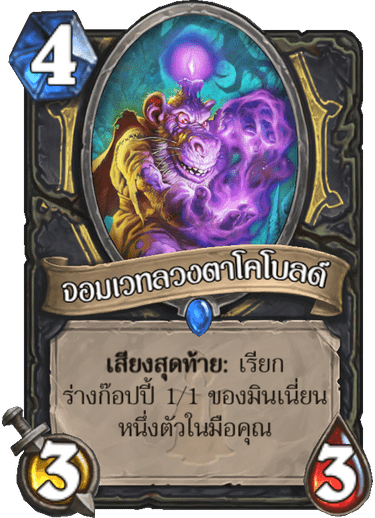 4
จอมเวทลวงตาโคโบลด์
เสียงสุดท้าย: เรียก
ร่างก๊อปปี้ 1/1 ของมินเนี่ยน
หนึ่งตัวในมือคุณ
3
3